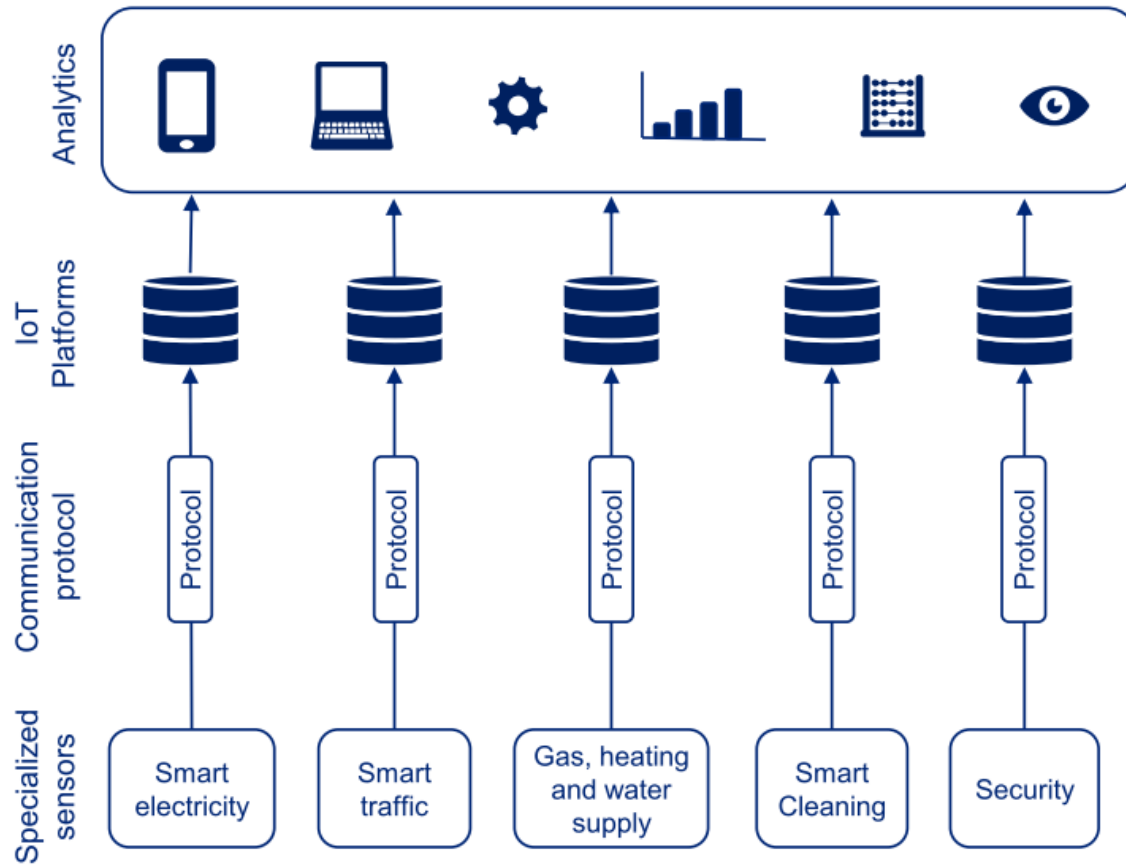 Analytics
IoT
Platforms
Communication
protocol
Protocol
Protocol
Protocol
Protocol
Protocol
Specialized
sensors
Smart
electricity
Smart
traffic
Gas, heating
and water
supply
Smart
Cleaning
Security